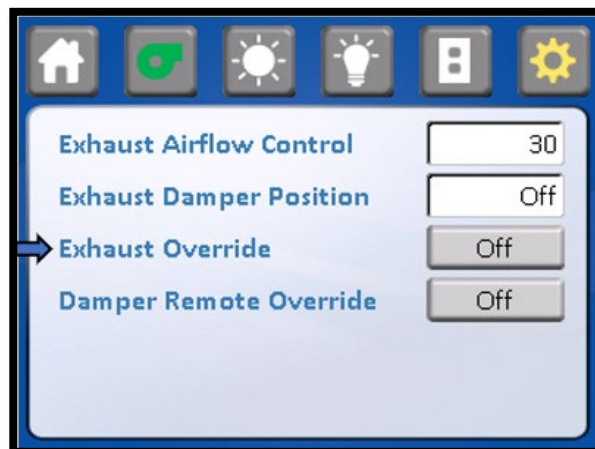 Exhaust Airflow Control 30
Exhaust Damper Position Off
Exhaust Override Off
Damper Remote Override Off